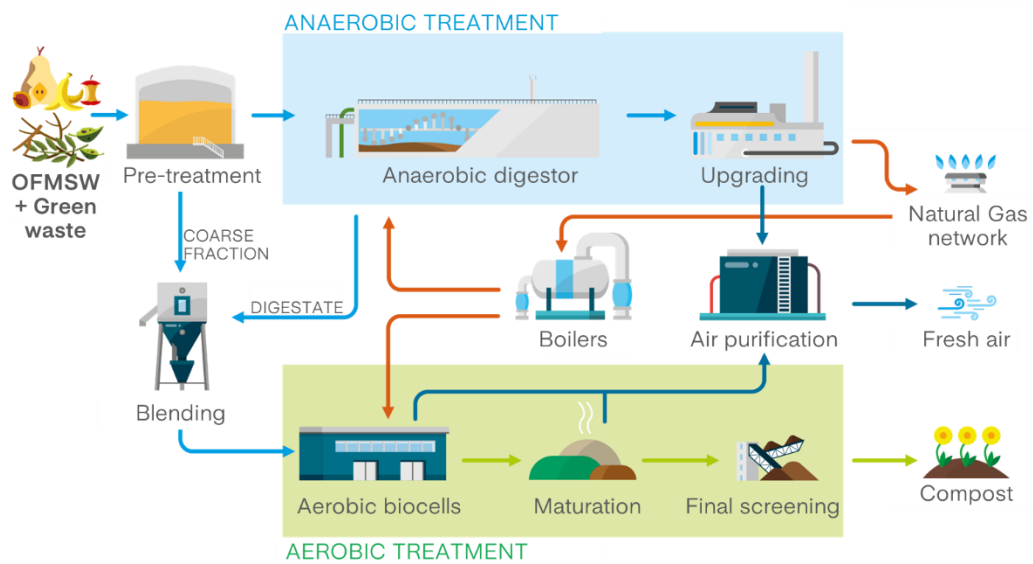 ANAEROBIC TREATMENT
OFMSW
+ Green
waste
Pre-treatment
Anaerobic digestor
Upgrading
Natural Gas
network
COARSE
FRACTION
DIGESTATE
Blending
Boilers
Air purification
Fresh air
Aerobic biocells
Maturation
Final screening
Compost
AEROBIC TREATMENT